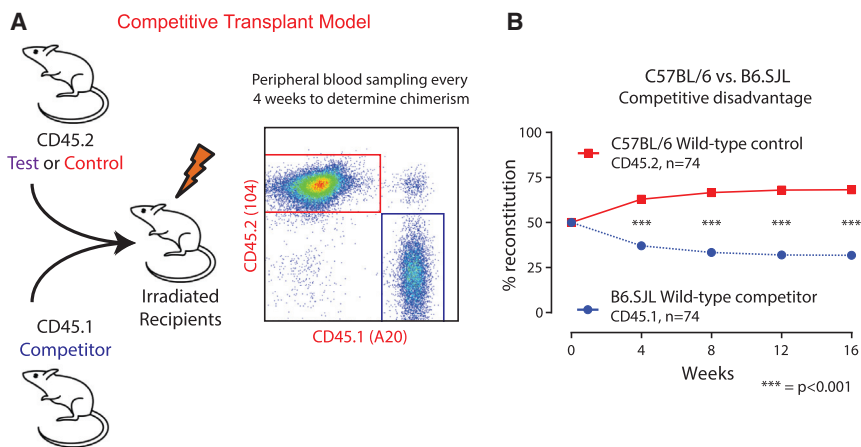 A
Competitive Transplant Model
CD45.2
Test or Control
CD45.1
Competitor
Irradiated
Recipients
Peripheral blood sampling every
4 weeks to determine chimerism
CD45.2 (104)
CD45.1 (A20)
B
C57BL/6 vs. B6.SJL
Competitive disadvantage
% reconstitution
100
75
50
25
0
C57BL/6 Wild-type control
CD45.2, n=74
*** *** *** ***
B6.SJL Wild-type competitor
CD45.1, n=74
0 4 8 12 16
Weeks
*** = p<0.001